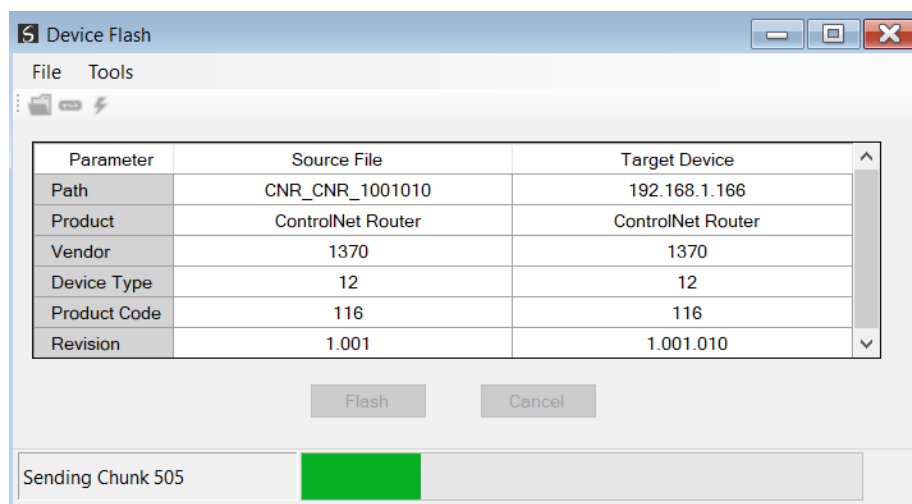 Device Flash
File Tools
Parameter Source File Target Device
Path CNR_CNR_1001010 192.168.1.166
Product ControlNet Router ControlNet Router
Vendor 1370 1370
Device Type 12 12
Product Code 116 116
Revision 1.001 1.001.010
Flash Cancel
Sending Chunk 505